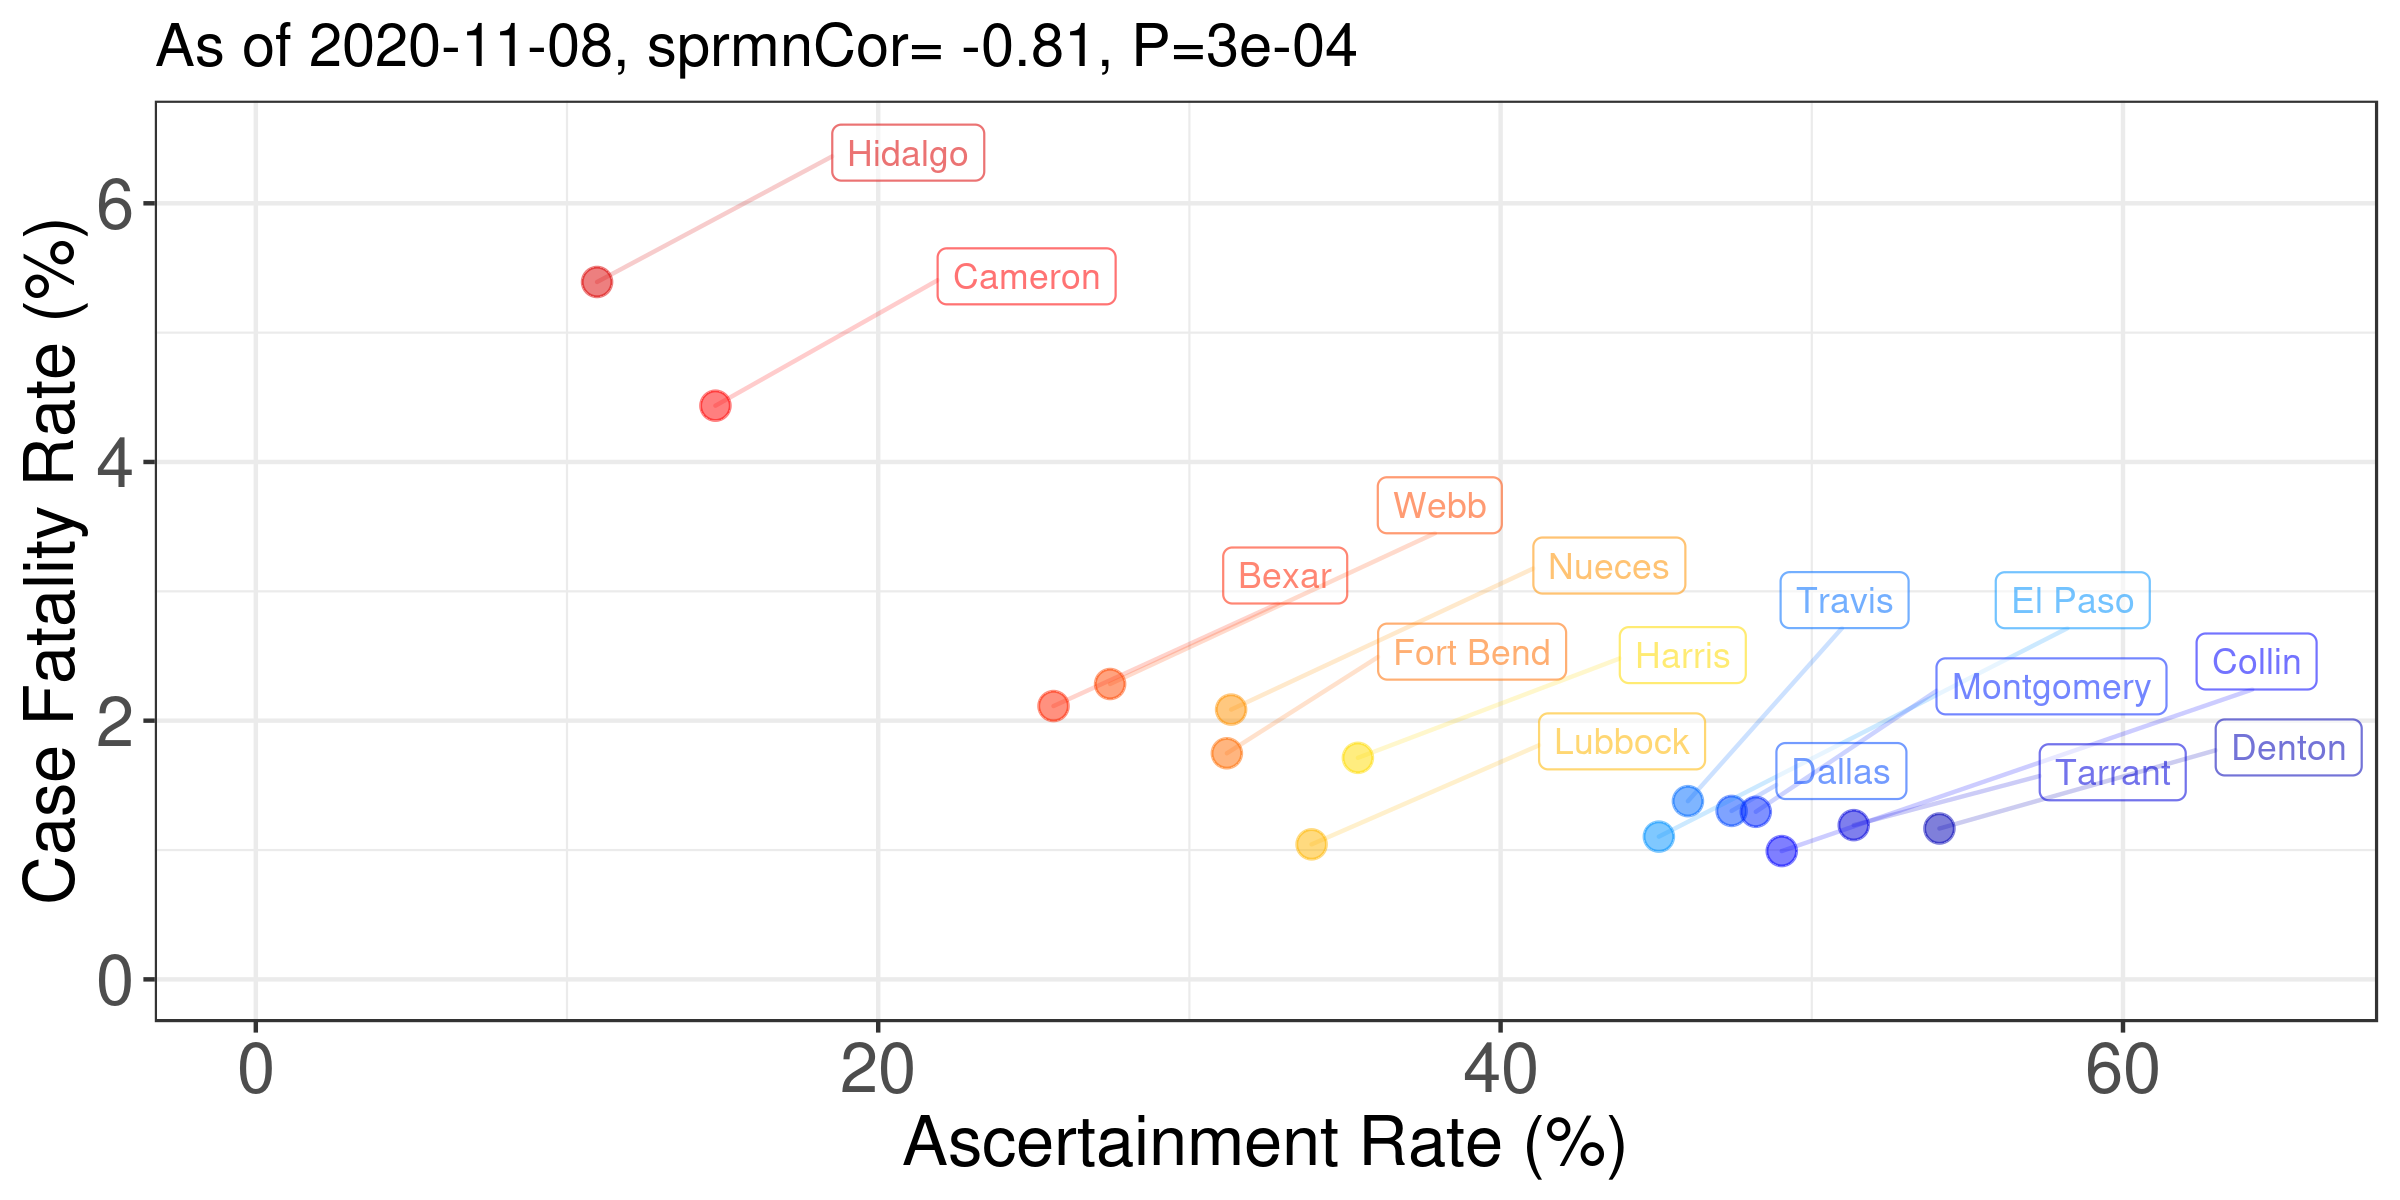 As of 2020-11-08, sprmnCor= -0.81, P=3e-04
Case Fatality Rate (%)
6
4
2
0
Hidalgo
Cameron
Webb
Bexar
Nueces
Travis
El Paso
Fort Bend
Harris
Collin
Montgomery
Lubbock
Denton
Dallas
Tarrant
0 20 40 60
Ascertainment Rate (%)